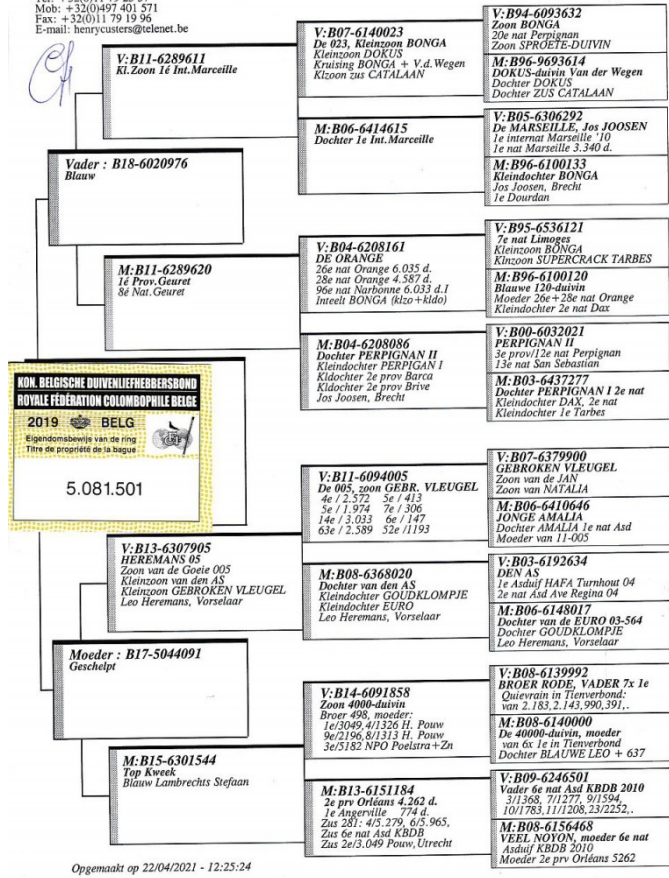 Mob: +32(0)497 401 571
Fax: +32(0)11 79 19 96
E-mail: henrycusters@telenet.be
V:B11-6289611
Kl.Zoon 1é Int.Marceille
Vader : B18-6020976
Blauw
M:B11-6289620
1é Prov.Geuret
8é Nat.Geuret
KON. BELGISCHE DUIVENLIEFHEBBERSBOND
ROYALE FÉDÉRATION COLOMBOPHILE BELGE
2019 BELG
Eigendomsbewijs van de ring
Titre de propriété de la bague
5.081.501
V:B13-6307905
HEREMANS 05
Zoon van de Goeie 005
Kleinzoon van den AS
Kleinzoon GEBROKEN VLEUGEL
Leo Heremans, Vorselaar
Moeder : B17-5044091
Geschelpt
M:B15-6301544
Top Kweek
Blauw Lambrechts Stefaan
V:B07-6140023
De 023, Kleinzoon BONGA
Kleinzoon DOKUS
Kruising BONGA + V.d.Wegen
Klzoon zus CATALAAN
M:B06-6414615
Dochter 1e Int.Marceille
V:B04-6208161
DE ORANGE
26e nat Orange 6.035 d.
28e nat Orange 4.587 d.
96e nat Narbonne 6.033 d.I
Inteelt BONGA (klzo+kldo)
M:B04-6208086
Dochter PERPIGNAN II
Kleindochter PERPIGAN I
Kldochter 2e prov Barca
Kldochter 2e prov Brive
Jos Joosen, Brecht
V:B11-6094005
De 005, zoon GEBR. VLEUGEL
4e / 2.572 5e / 413
5e / 1.974 7e / 306
14e / 3.033 6e / 147
63e / 2.589 52e /1193
M:B08-6368020
Dochter van den AS
Kleindochter GOUDKLOMPJE
Kleindochter EURO
Leo Heremans, Vorselaar
V:B14-6091858
Zoon 4000-duivin
Broer 498, moeder:
1e/3049,4/1326 H. Pouw
9e/2196,8/1313 H. Pouw
3e/5182 NPO Poelstra+Zn
M:B13-6151184
2e prv Orléans 4.262 d.
1e Angerville 774 d.
Zus 281: 4/5.279, 6/5.965,
Zus 6e nat Asd KBDB
Zus 2e/3.049 Pouw,Utrecht
V:B94-6093632
Zoon BONGA
20e nat Perpignan
Zoon SPROETE-DUIVIN
M:B96-9693614
DOKUS-duivin Van der Wegen
Dochter DOKUS
Dochter ZUS CATALAAN
V:B05-6306292
De MARSEILLE, Jos JOOSEN
1e internat Marseille '10
1e nat Marseille 3.340 d.
M:B96-6100133
Kleindochter BONGA
Jos Joosen, Brecht
1e Dourdan
V:B95-6536121
7e nat Limoges
Kleinzoon BONGA
Klnzoon SUPERCRACK TARBES
M:B96-6100120
Blauwe 120-duivin
Moeder 26e+28e nat Orange
Kleindochter 2e nat Dax
V:B00-6032021
PERPIGNAN II
3e prov/12e nat Perpignan
13e nat San Sebastian
M:B03-6437277
Dochter PERPIGNAN I 2e nat
Kleindochter DAX, 2e nat
Kleindochter 1e Tarbes
V:B07-6379900
GEBROKEN VLEUGEL
Zoon van de JAN
Zoon van NATALIA
M:B06-6410646
JONGE AMALIA
Dochter AMALIA 1e nat Asd
Moeder van 11-005
V:B03-6192634
DEN AS
1e Asduif HAFA Turnhout 04
2e nat Asd Ave Regina 04
M:B06-6148017
Dochter van de EURO 03-564
Dochter GOUDKLOMPJE
Leo Heremans, Vorselaar
V:B08-6139992
BROER RODE, VADER 7x 1e
Quievrain in Tienverbond:
van 2.183,2.143,990,391,.
M:B08-6140000
De 40000-duivin, moeder
van 6x 1e in Tienverbond
Dochter BLAUWE LEO + 637
V:B09-6246501
Vader 6e nat Asd KBDB 2010
3/1368, 7/1277, 9/1594,
10/1783,11/1208,23/2252,.
M:B08-6156468
VEEL NOYON, moeder 6e nat
Asduif KBDB 2010
Moeder 2e prv Orléans 5262
Opgemaakt op 22/04/2021 - 12:25:24